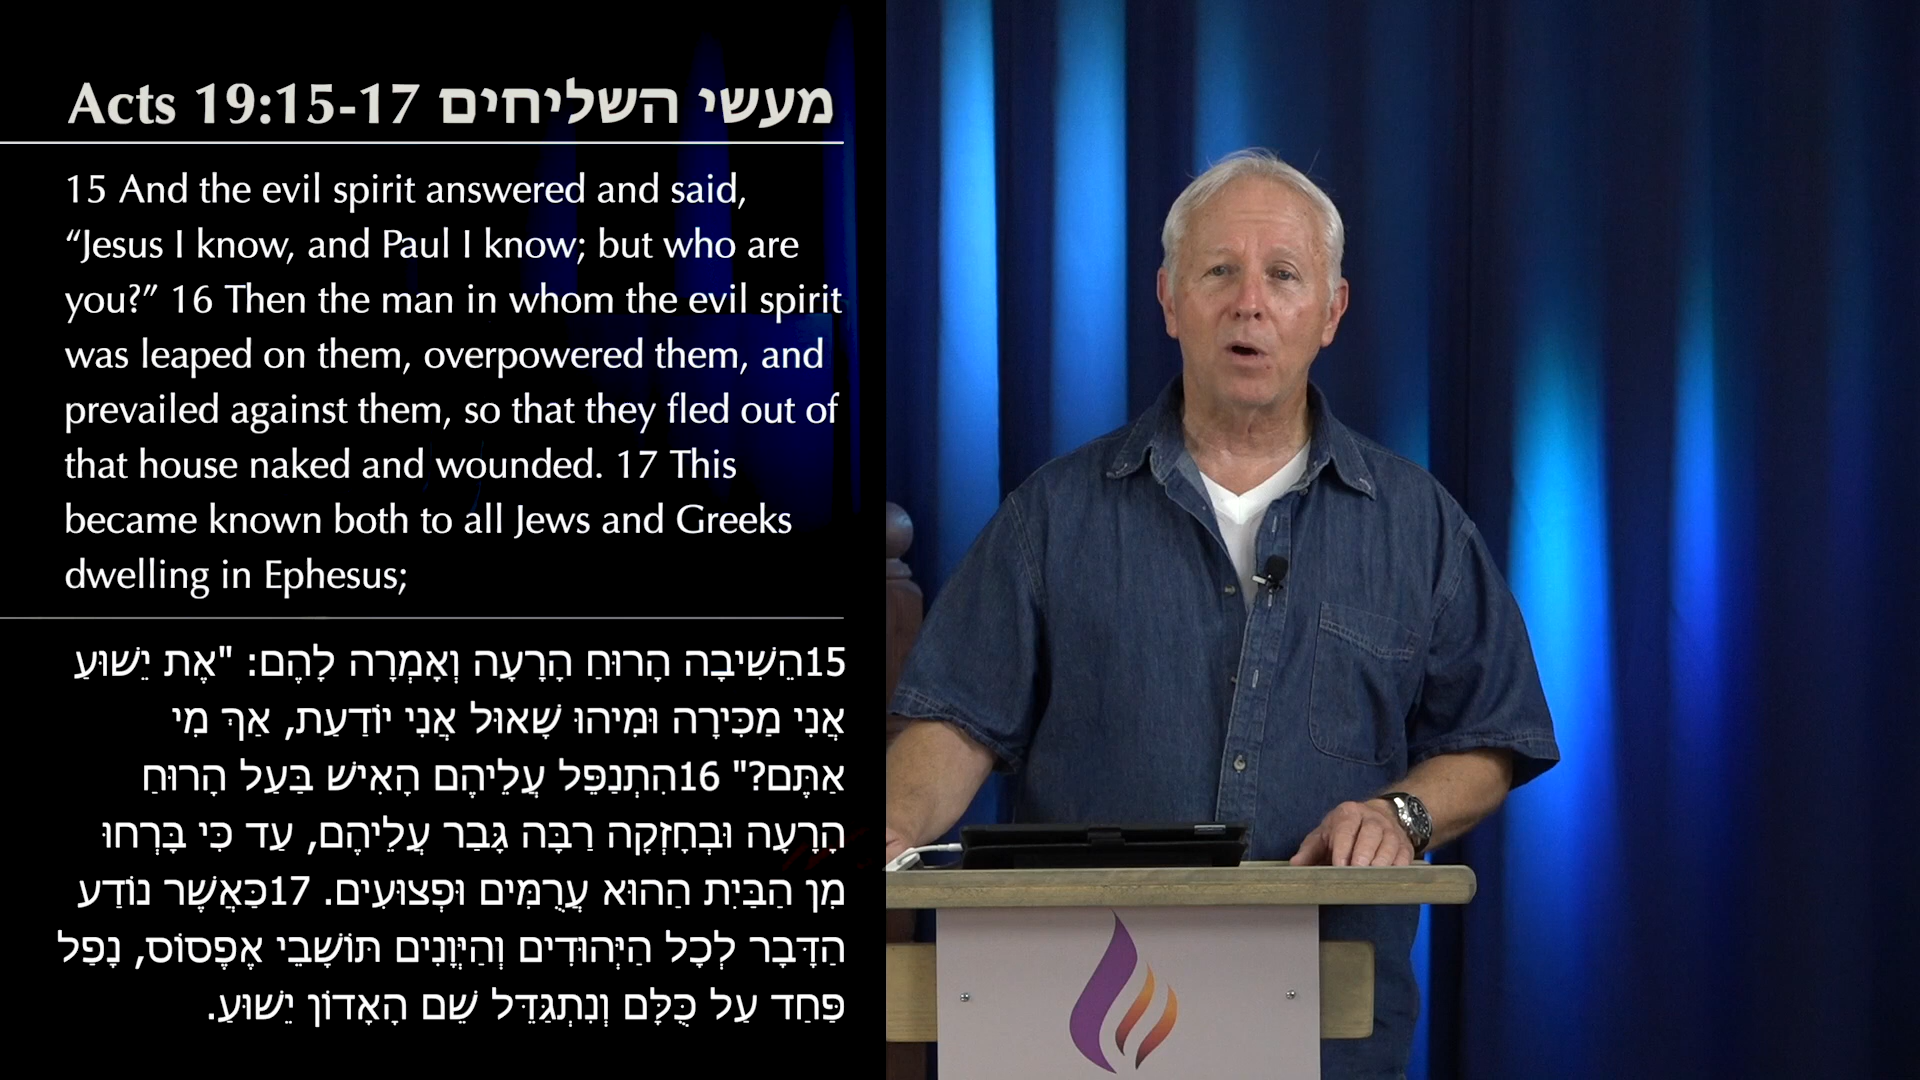 Acts 19:15-17 מעשי השליחים
15 And the evil spirit answered and said,
“Jesus I know, and Paul I know; but who are
you?” 16 Then the man in whom the evil spirit
was leaped on them, overpowered them, and
prevailed against them, so that they fled out of
that house naked and wounded. 17 This
became known both to all Jews and Greeks
dwelling in Ephesus;
15הֵשִׁיבָה הָרוּחַ הָרָעָה וְאָמְרָה לָהֶם: "אֶת יֵשׁוּעַ
אֲנִי מַכִּירָה וּמִיהוּ שָׁאוּל אֲנִי יוֹדַעַת, אַךְ מִי
אַתֶּם?" 16הִתְנַפֵּל עֲלֵיהֶם הָאִישׁ בַּעַל הָרוּחַ
הָרָעָה וּבְחָזְקָה רַבָּה גָּבַר עֲלֵיהֶם, עַד כִּי בָּרְחוּ
מִן הַבַּיִת הַהוּא עֲרֻמִּים וּפְצוּעִים. 17כַּאֲשֶׁר נוֹדַע
הַדָּבָר לְכָל הַיְּהוּדִים וְהַיְּוָנִים תּוֹשָׁבֵי אֶפֶסוֹס, נָפַל
פַּחַד עַל כֻּלָּם וְנִתְגַּדֵּל שֵׁם הָאָדוֹן יֵשׁוּעַ.